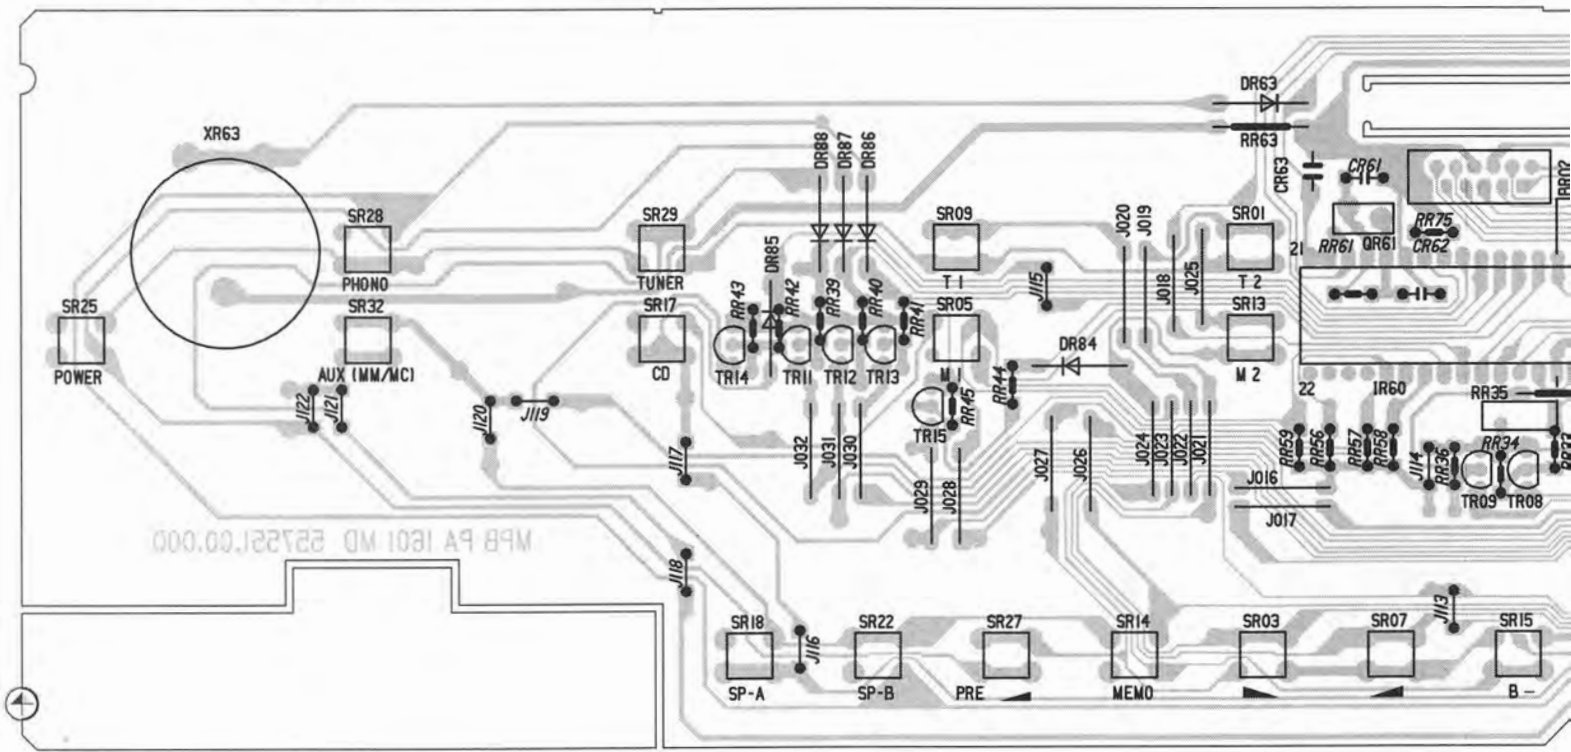 DR63
XR63
RR63
DR88
DR87
DR86
CR63
CR61
SR28
SR29
SR09
J020
J019
SR01
RR75
RR61
QR61
CR62
21
DR85
J018
J025
PHONO
TUNER
T 1
T 2
J115
RR43
RR42
RR39
RR40
RR41
SR25
SR32
SR17
SR05
SR13
DR84
POWER
AUX (MM/MC)
CD
TR14
TR11
TR12
TR13
M 1
M 2
RR44
22
IR60
RR35
J122
J121
J120
J119
RR45
TR15
J117
J032
J031
J030
J029
J028
J027
J026
J024
J023
J022
J021
RR59
RR56
RR57
RR58
J114
RR36
RR34
RR33
J016
TR09
TR08
J017
MPB PA 1601 MD 557551.00.000.
J118
J113
SR18
J116
SR22
SR27
SR14
SR03
SR07
SR15
SP-A
SP-B
PRE
MEMO
B -